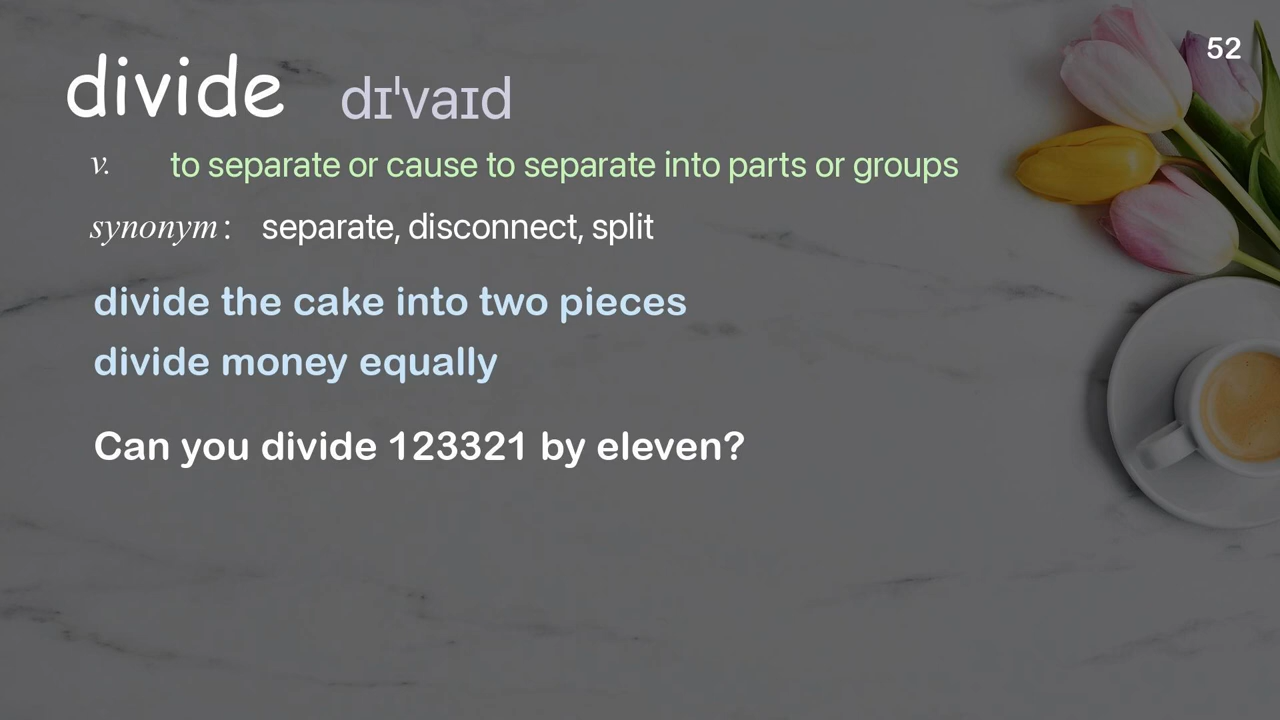 52
divide dɪˈvaɪd
v. to separate or cause to separate into parts or groups
synonym: separate, disconnect, split
divide the cake into two pieces
divide money equally
Can you divide 123321 by eleven?